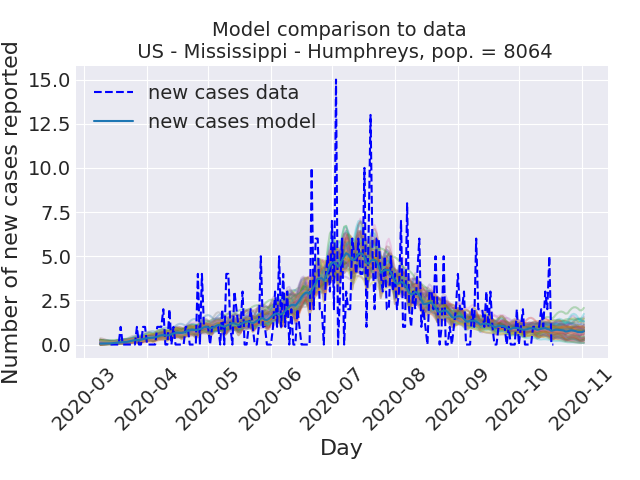 Model comparison to data
US - Mississippi - Humphreys, pop. = 8064
Number of new cases reported
15.0
12.5
10.0
7.5
5.0
2.5
0.0
new cases data
new cases model
2020-03
2020-04
2020-05
2020-06
2020-07
2020-08
2020-09
2020-10
2020-11
Day